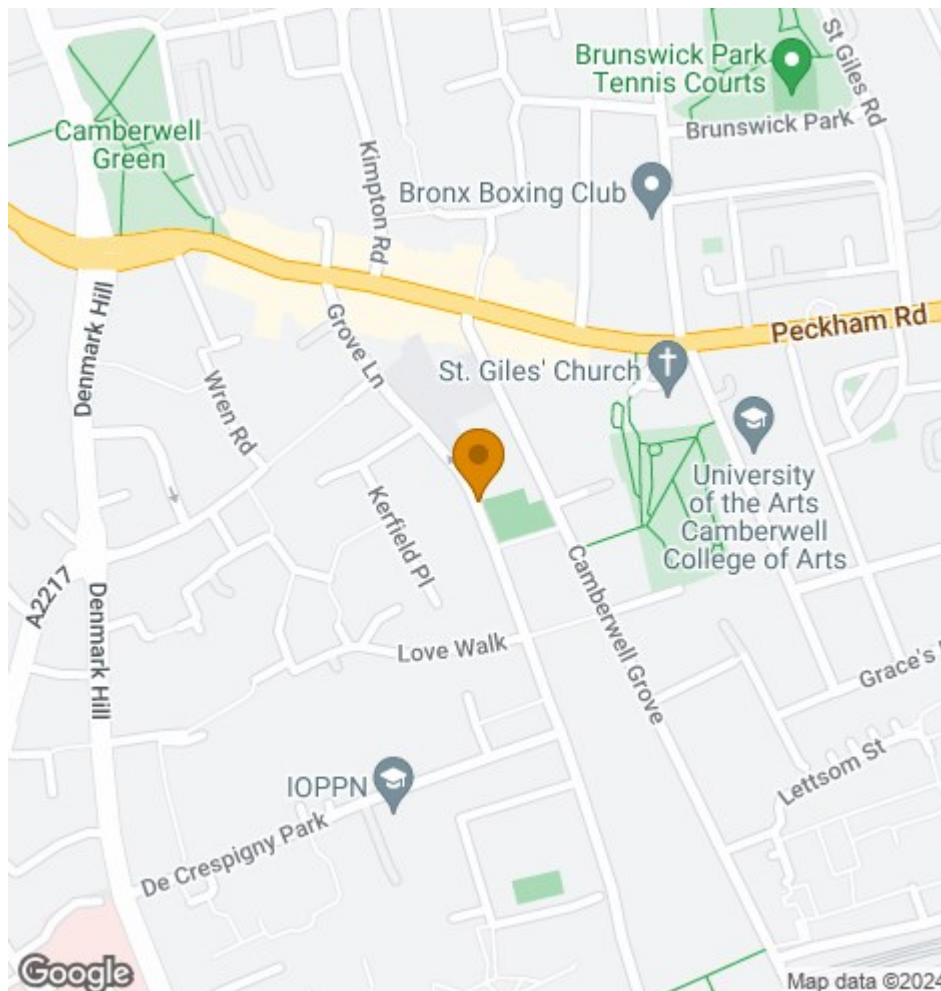 St Giles Rd
Brunswick Park
Tennis Courts
Brunswick Park
Camberwell
Green
Kimpton Rd
Bronx Boxing Club
Denmark Hill
Peckham Rd
Grove Ln
St. Giles' Church
Wren Rd
University
of the Arts
Camberwell
College of Arts
Kerfield Pl
A2217
Camberwell Grove
Denmark Hill
Love Walk
Grace's
Lettsom St
IOPPN
De Crespigny Park
Google
Map data ©2024